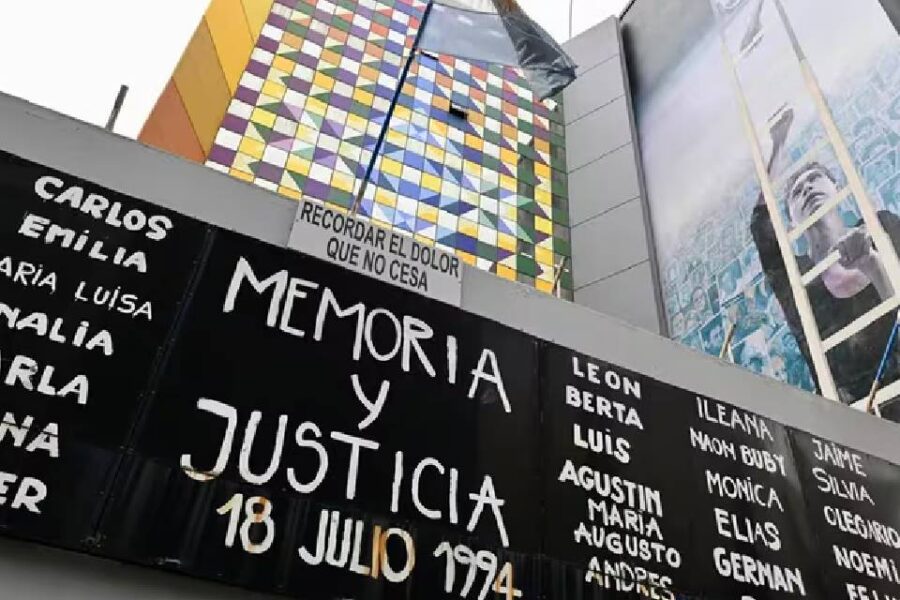 RECORDAR EL DOLOR
QUE NO CESA
CARLOS
EMILIA
ARIA LUISA
NALIA
ARLA
NA
ER
MEMORIA
Y
JUSTICIA
18 JULIO 1994
LEON
BERTA
LUIS
AGUSTIN
MARIA
AUGUSTO
ANDRES
ILEANA
NAON BUBY
MONICA
ELIAS
GERMAN
JAIME
SILVIA
OLEGARIO
NOEMI